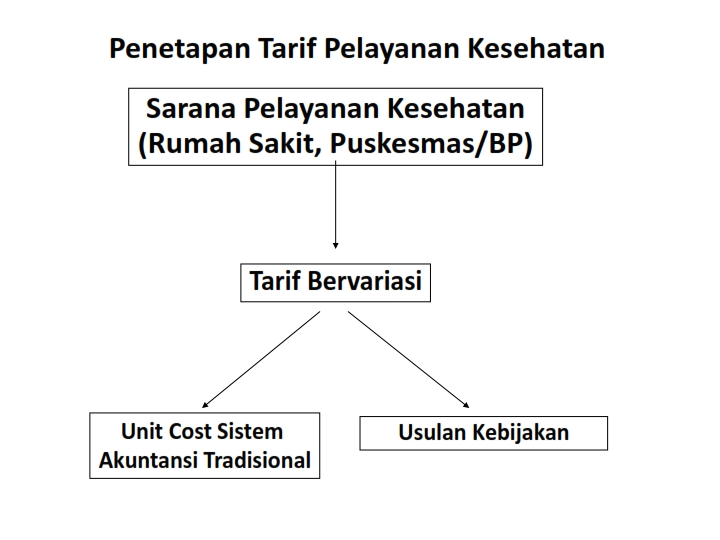 Penetapan Tarif Pelayanan Kesehatan
Sarana Pelayanan Kesehatan
(Rumah Sakit, Puskesmas/BP)
Tarif Bervariasi
Unit Cost Sistem
Akuntansi Tradisional
Usulan Kebijakan